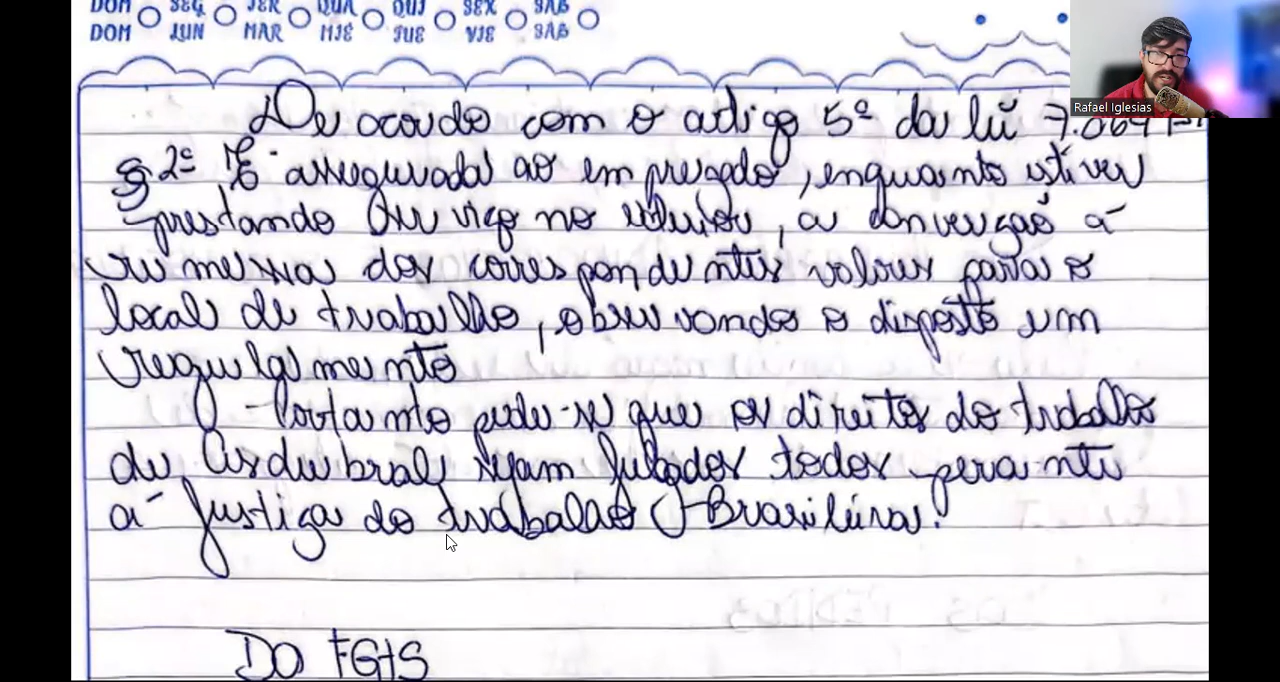 DOM SEG TER QUA QUI SEX SAB
DOM LUN MAR MIE JUE VIE SAB
Rafael Iglesias
De acordo com o artigo 5º da lei 7.064
§ 2º, É assegurada ao empregado, enquanto estiver
prestando Serviço no exterior, a conversão a
remessa dos correspondentes valores para o
local de trabalho, observando o disposto em
regulgamento
Portanto pede-se que os direitos do trabalho
de sejam julgados todos perante
a justiça do trabalho Brasileira.
Do FGTS